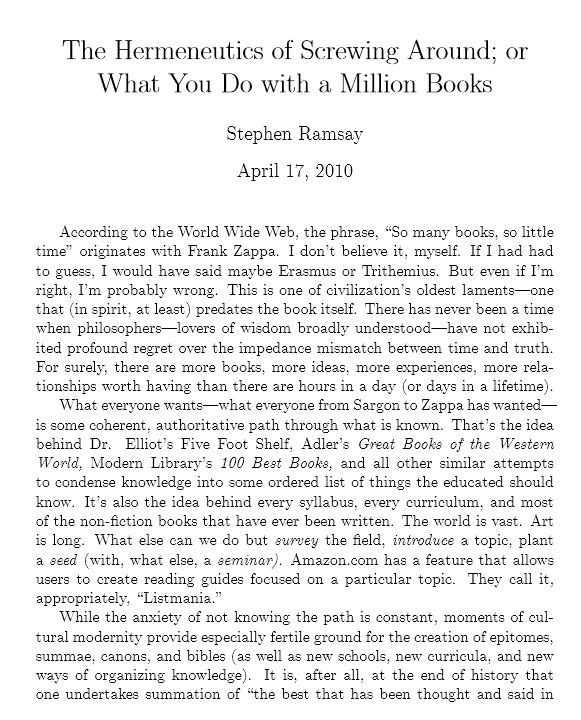 The Hermeneutics of Screwing Around; or
What You Do with a Million Books
Stephen Ramsay
April 17, 2010
According to the World Wide Web, the phrase, “So many books, so little
time” originates with Frank Zappa. I don’t believe it, myself. If I had had
to guess, I would have said maybe Erasmus or Trithemius. But even if I’m
right, I’m probably wrong. This is one of civilization’s oldest laments—one
that (in spirit, at least) predates the book itself. There has never been a time
when philosophers—lovers of wisdom broadly understood—have not exhib-
ited profound regret over the impedance mismatch between time and truth.
For surely, there are more books, more ideas, more experiences, more rela-
tionships worth having than there are hours in a day (or days in a lifetime).
What everyone wants—what everyone from Sargon to Zappa has wanted—
is some coherent, authoritative path through what is known. That’s the idea
behind Dr. Elliot’s Five Foot Shelf, Adler’s Great Books of the Western
World, Modern Library’s 100 Best Books, and all other similar attempts
to condense knowledge into some ordered list of things the educated should
know. It’s also the idea behind every syllabus, every curriculum, and most
of the non-fiction books that have ever been written. The world is vast. Art
is long. What else can we do but survey the field, introduce a topic, plant
a seed (with, what else, a seminar). Amazon.com has a feature that allows
users to create reading guides focused on a particular topic. They call it,
appropriately, “Listmania.”
While the anxiety of not knowing the path is constant, moments of cul-
tural modernity provide especially fertile ground for the creation of epitomes,
summae, canons, and bibles (as well as new schools, new curricula, and new
ways of organizing knowledge). It is, after all, at the end of history that
one undertakes summation of “the best that has been thought and said in